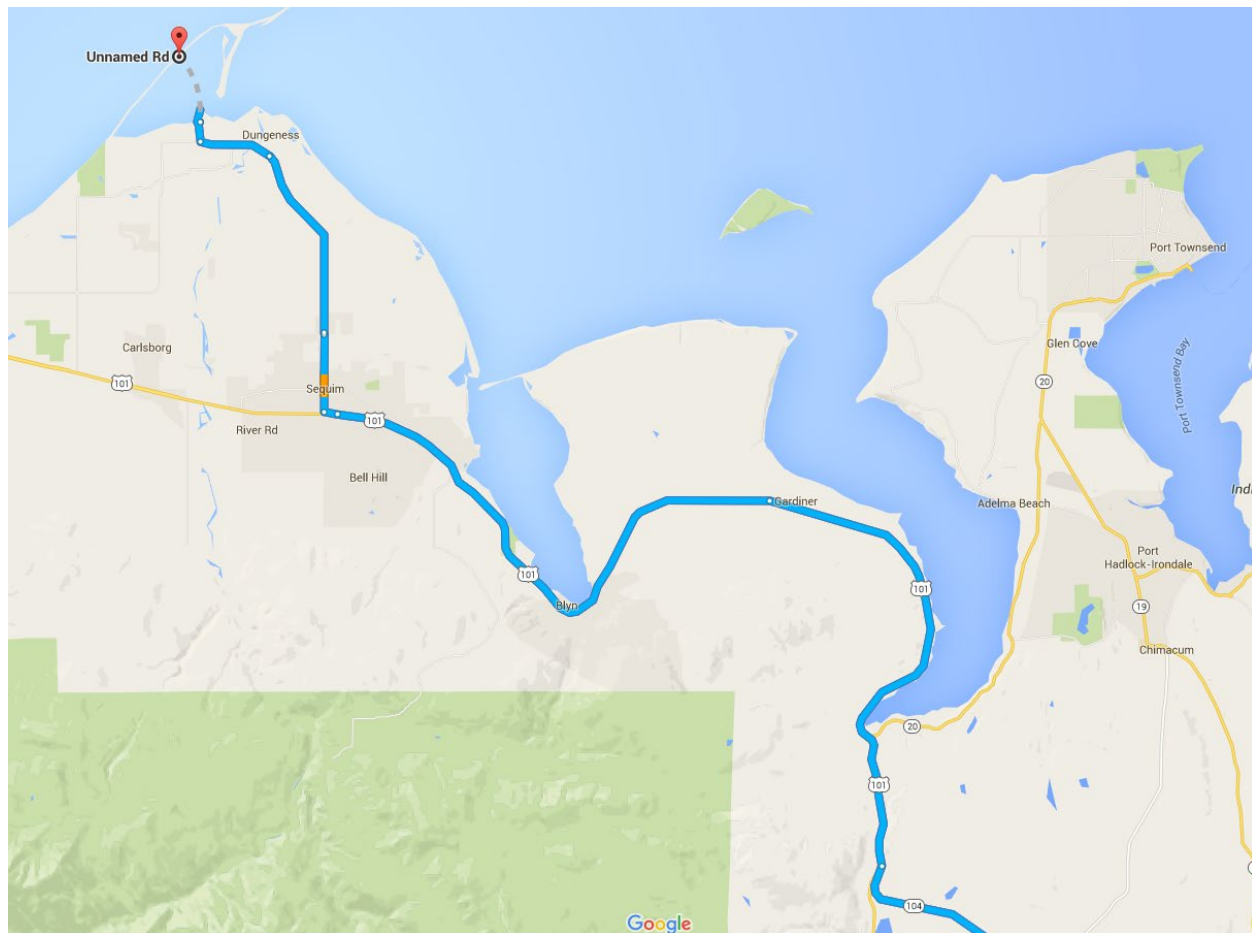 Unnamed Rd
Dungeness
Port Townsend
Carlsborg
Glen Cove
101
20
Port Townsend Bay
Sequim
101
River Rd
Bell Hill
Gardiner
Adelma Beach
Port
Hadlock-Irondale
101
101
Blyn
19
Chimacum
20
101
104
Google